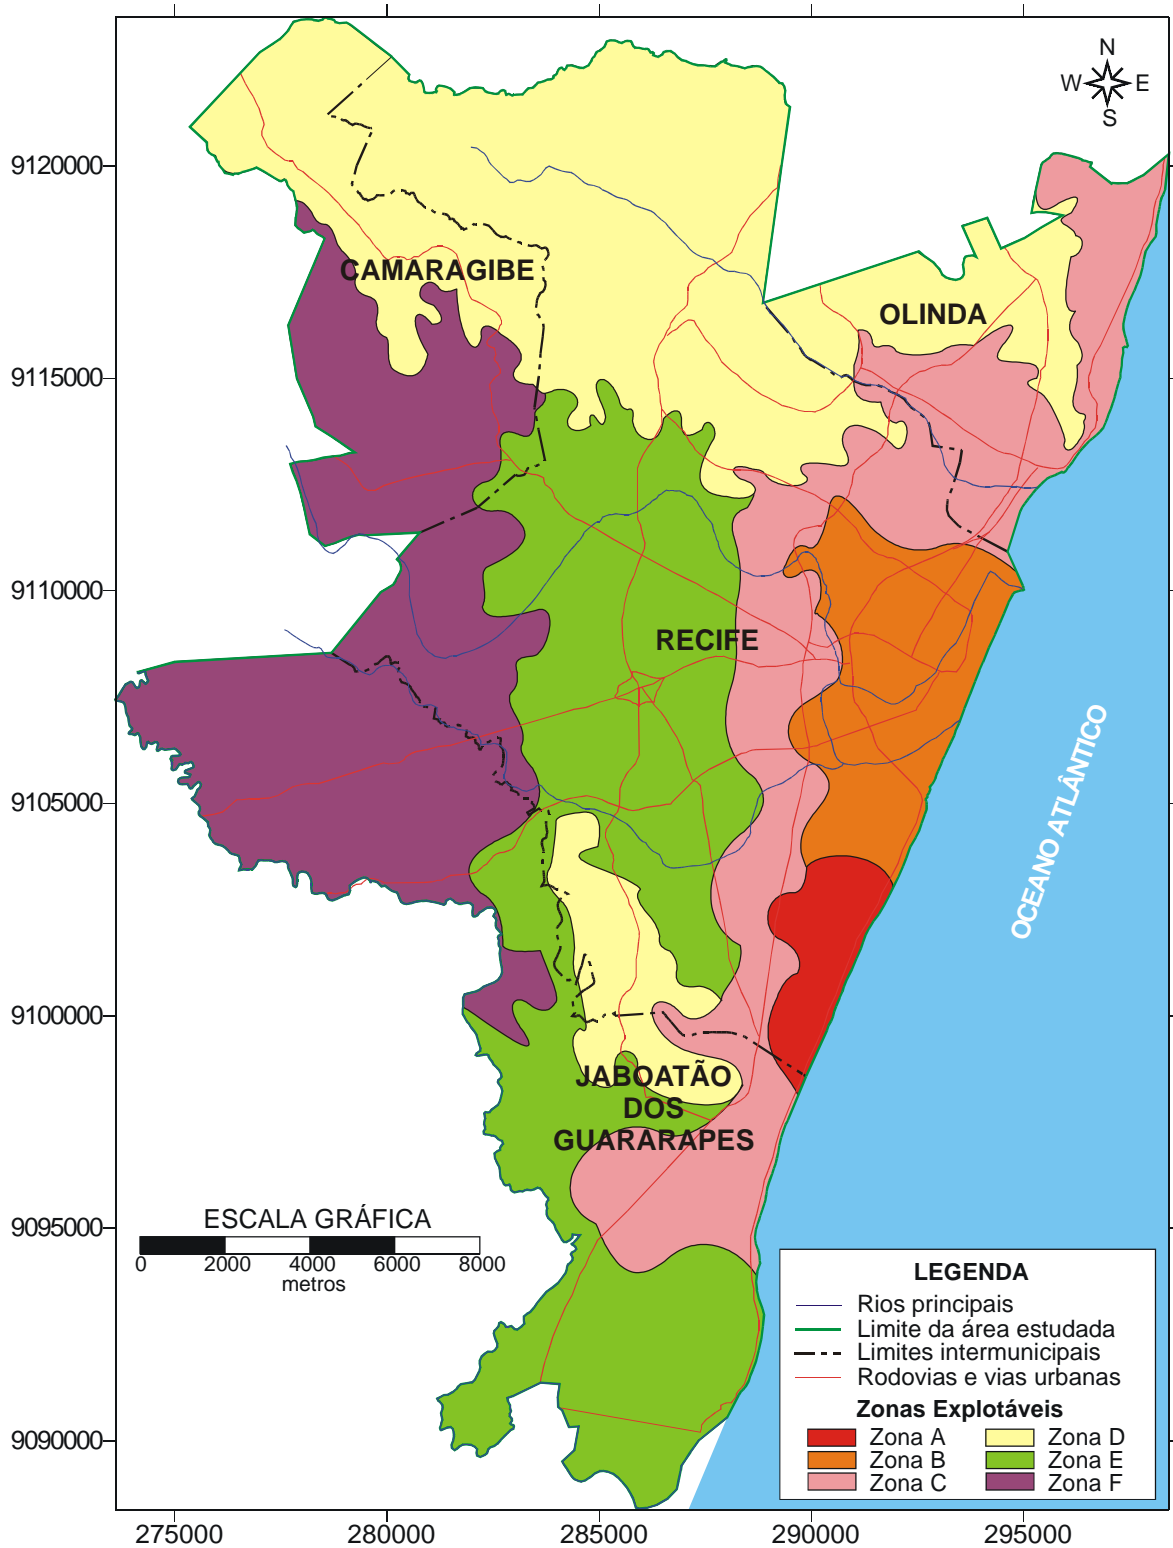 N
W E
S
9120000
9115000
9110000
9105000
9100000
9095000
9090000
CAMARAGIBE
OLINDA
RECIFE
JABOATÃO
DOS
GUARARAPES
OCEANO ATLÂNTICO
ESCALA GRÁFICA
0 2000 4000 6000 8000
metros
LEGENDA
Rios principais
Limite da área estudada
Limites intermunicipais
Rodovias e vias urbanas
Zonas Explotáveis
Zona A Zona D
Zona B Zona E
Zona C Zona F
275000 280000 285000 290000 295000